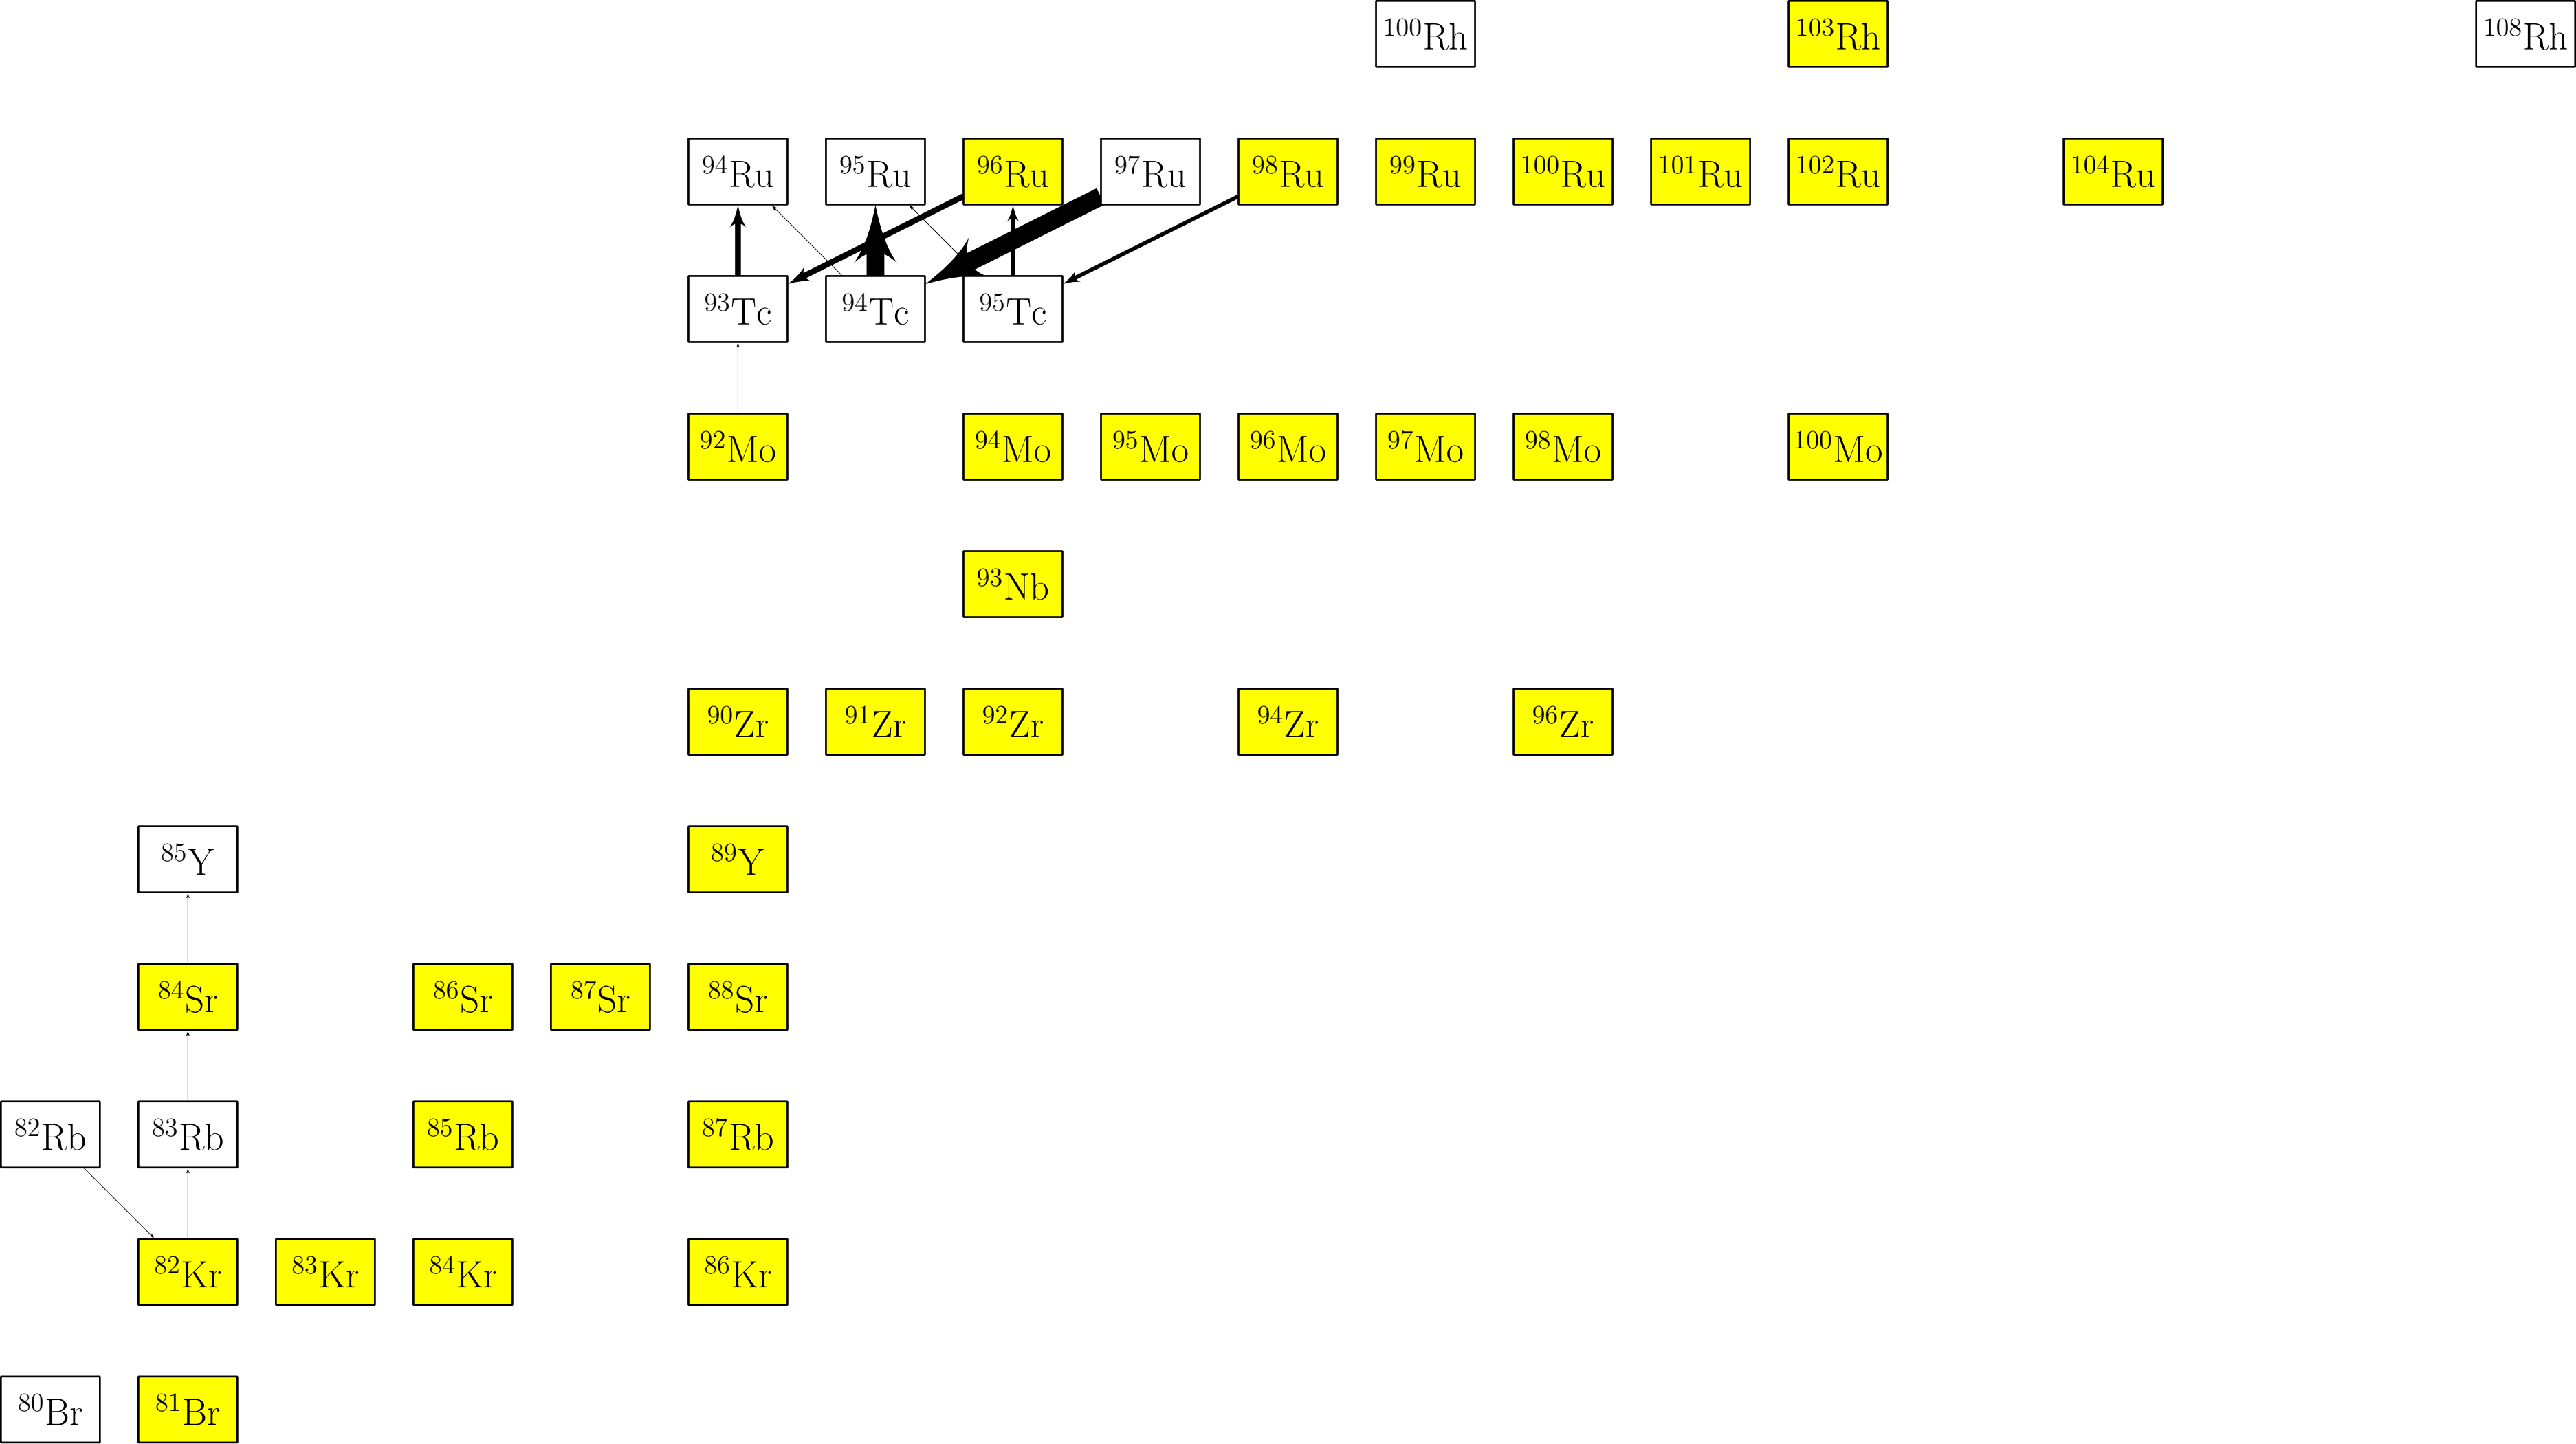 ¹⁰⁰Rh ¹⁰³Rh ¹⁰⁸Rh
⁹⁴Ru ⁹⁵Ru ⁹⁶Ru ⁹⁷Ru ⁹⁸Ru ⁹⁹Ru ¹⁰⁰Ru ¹⁰¹Ru ¹⁰²Ru ¹⁰⁴Ru
⁹³Tc ⁹⁴Tc ⁹⁵Tc
⁹²Mo ⁹⁴Mo ⁹⁵Mo ⁹⁶Mo ⁹⁷Mo ⁹⁸Mo ¹⁰⁰Mo
⁹³Nb
⁹⁰Zr ⁹¹Zr ⁹²Zr ⁹⁴Zr ⁹⁶Zr
⁸⁵Y ⁸⁹Y
⁸⁴Sr ⁸⁶Sr ⁸⁷Sr ⁸⁸Sr
⁸²Rb ⁸³Rb ⁸⁵Rb ⁸⁷Rb
⁸²Kr ⁸³Kr ⁸⁴Kr ⁸⁶Kr
⁸⁰Br ⁸¹Br